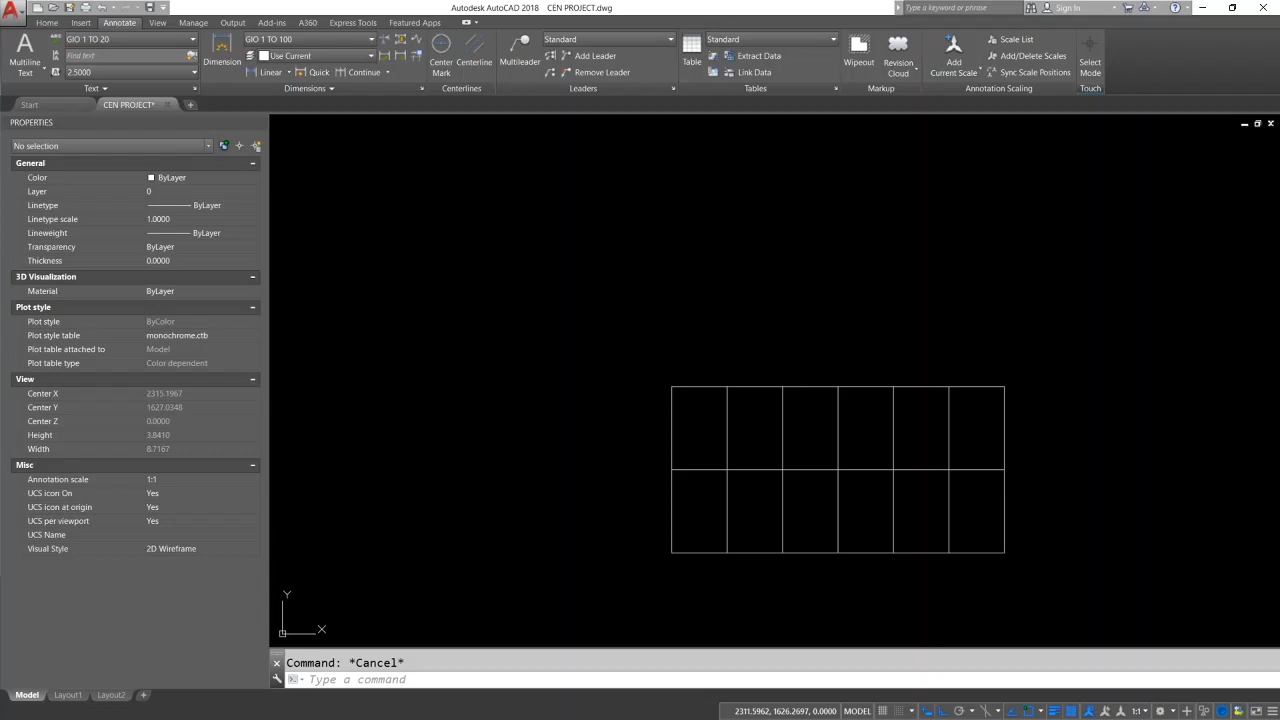 Autodesk AutoCAD 2018 CEN PROJECT.dwg
Type a keyword or phrase
Sign In
Home Insert Annotate View Manage Output Add-ins A360 Express Tools Featured Apps
Multiline
Text
GIO 1 TO 20
Find text
2.5000
Text
Dimension
GIO 1 TO 100
Use Current
Linear Quick Continue
Dimensions
Center
Mark
Centerline
Centerlines
Multileader
Standard
Add Leader
Remove Leader
Leaders
Table
Standard
Extract Data
Link Data
Tables
Wipeout
Revision
Cloud
Markup
Add
Current Scale
Scale List
Add/Delete Scales
Sync Scale Positions
Annotation Scaling
Select
Mode
Touch
Start CEN PROJECT*
PROPERTIES
No selection
General
Color ByLayer
Layer 0
Linetype ByLayer
Linetype scale 1.0000
Lineweight ByLayer
Transparency ByLayer
Thickness 0.0000
3D Visualization
Material ByLayer
Plot style
Plot style ByColor
Plot style table monochrome.ctb
Plot table attached to Model
Plot table type Color dependent
View
Center X 2315.1967
Center Y 1627.0348
Center Z 0.0000
Height 3.8410
Width 8.7167
Misc
Annotation scale 1:1
UCS icon On Yes
UCS icon at origin Yes
UCS per viewport Yes
UCS Name
Visual Style 2D Wireframe
Y
X
Command: *Cancel*
Type a command
Model Layout1 Layout2
2311.5962, 1626.2697, 0.0000 MODEL 1:1